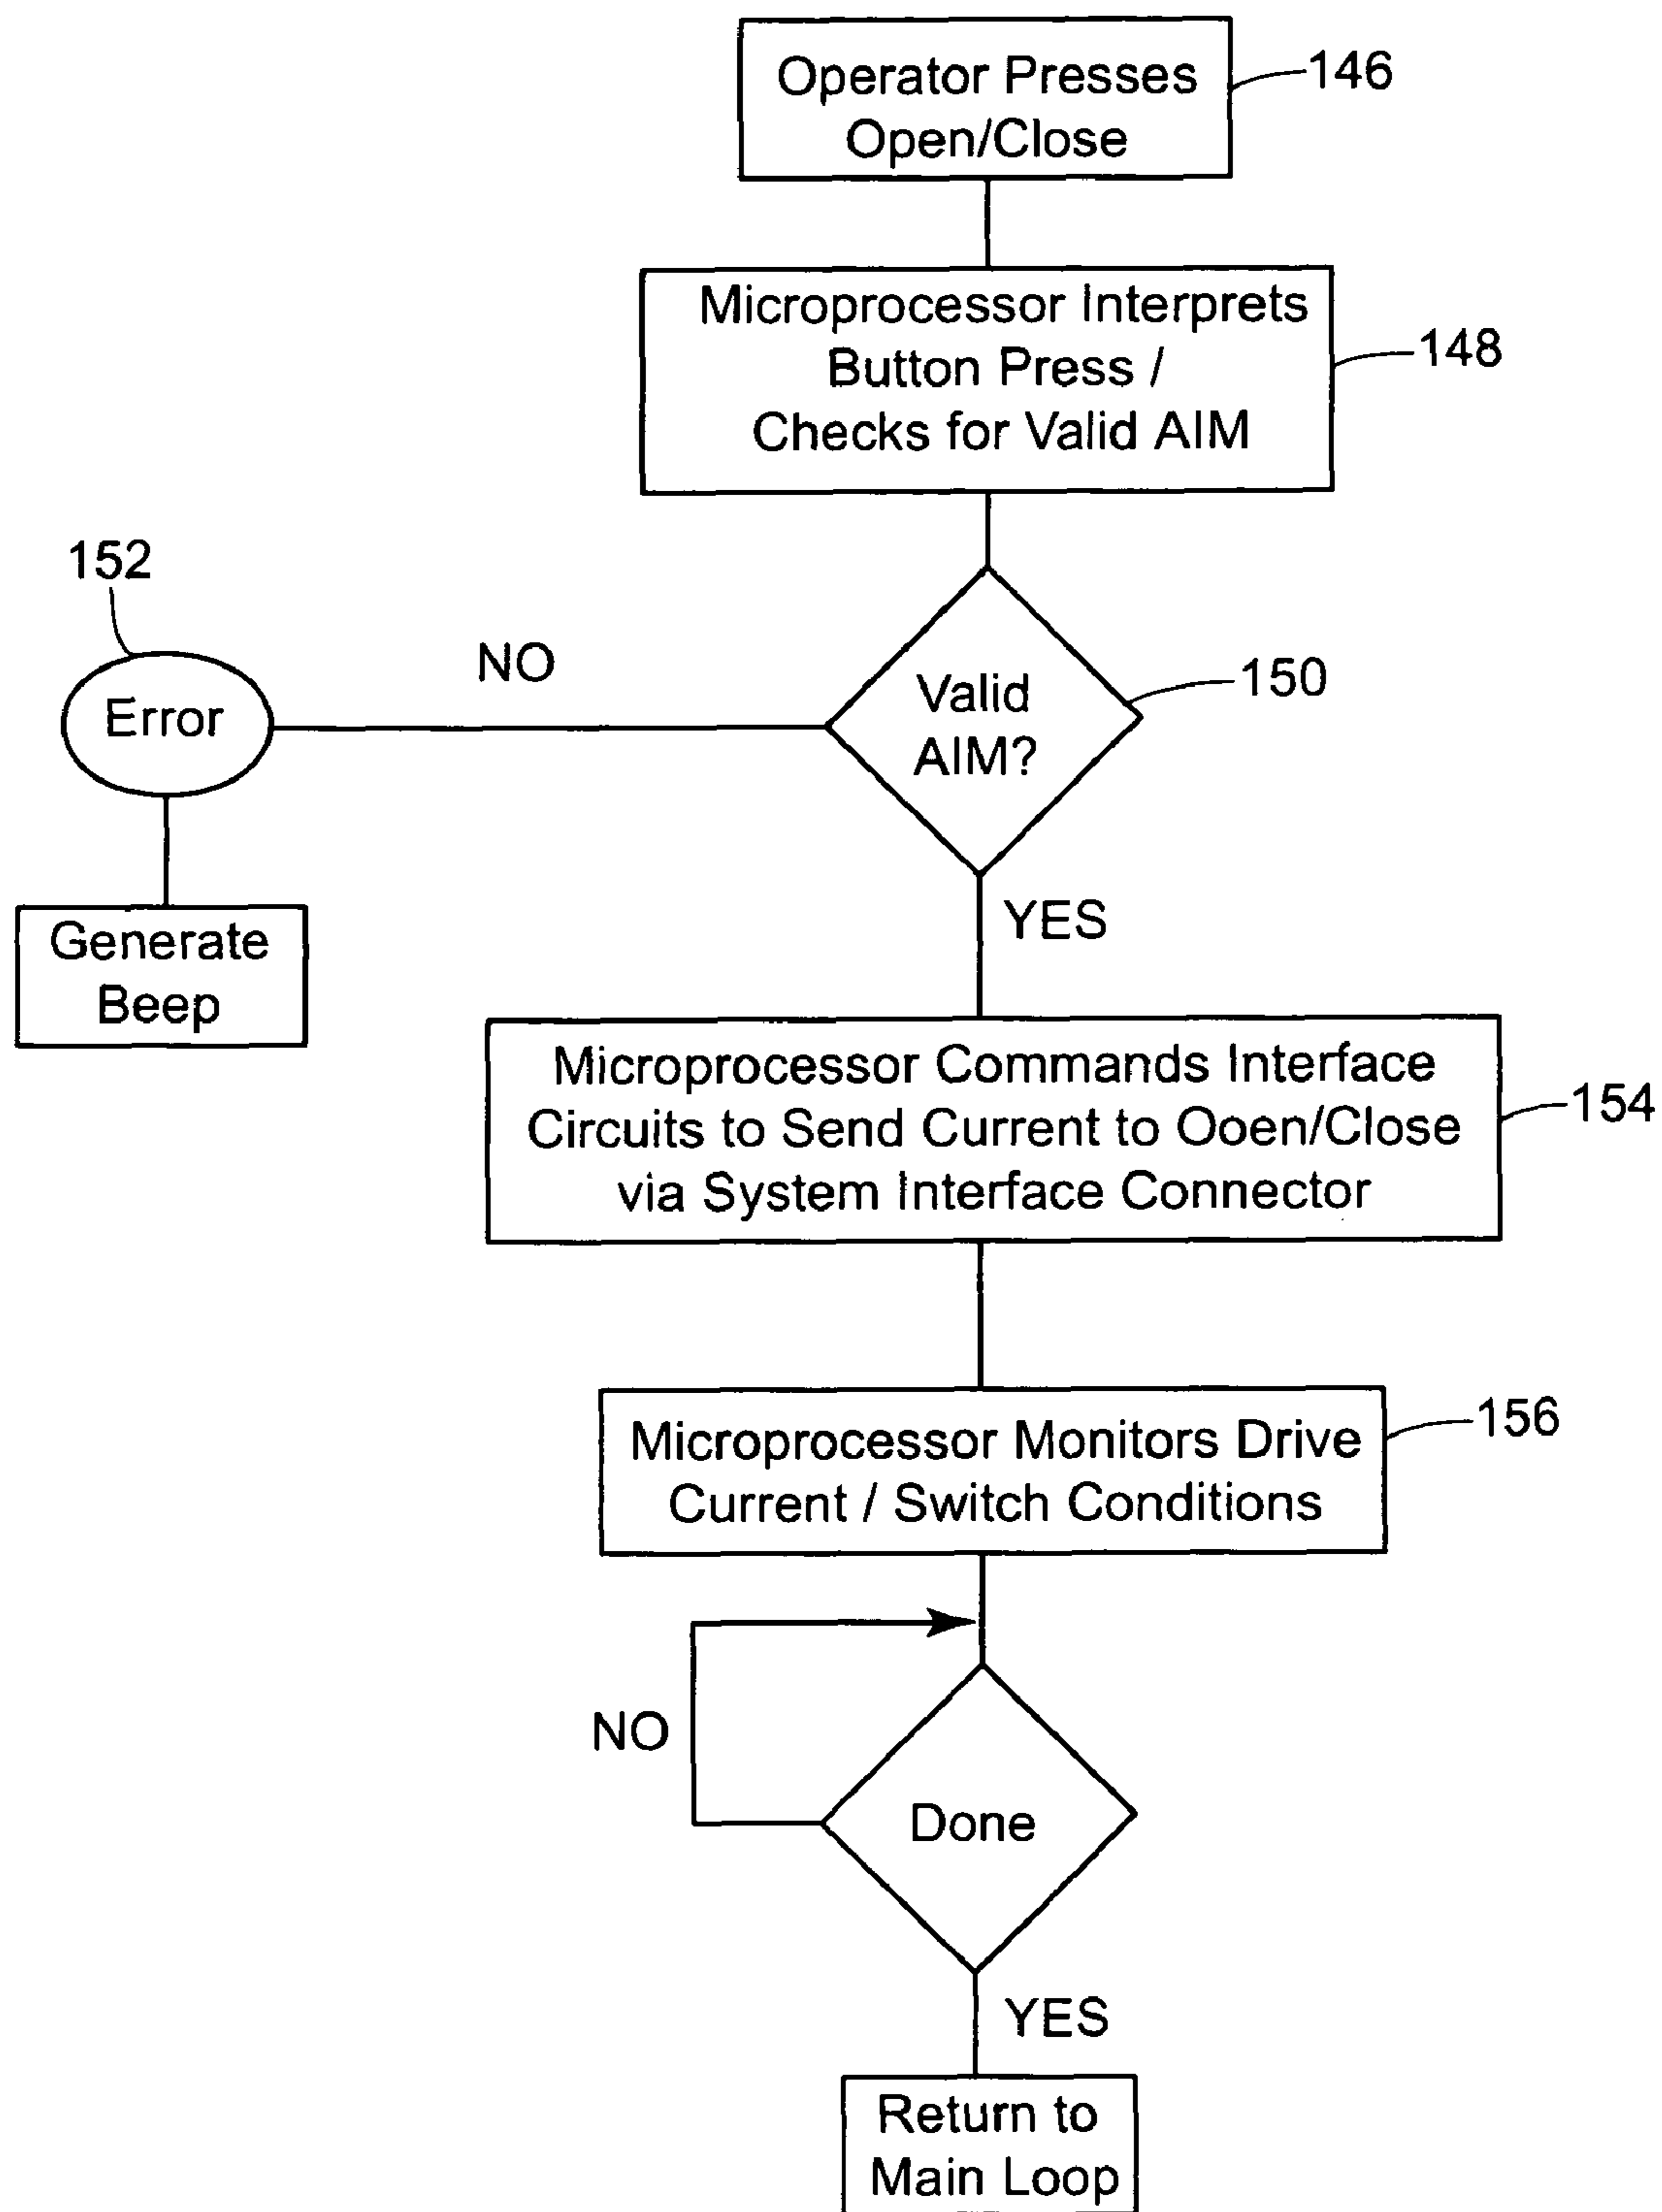 Operator Presses
Open/Close
146
Microprocessor Interprets
Button Press /
Checks for Valid AIM
148
152
Error
NO
Valid
AIM?
150
Generate
Beep
YES
Microprocessor Commands Interface
Circuits to Send Current to Ooen/Close
via System Interface Connector
154
Microprocessor Monitors Drive
Current / Switch Conditions
156
NO
Done
YES
Return to
Main Loop